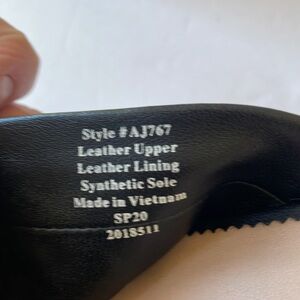 Style #AJ767
Leather Upper
Leather Lining
Synthetic Sole
Made in Vietnam
SP20
2018511